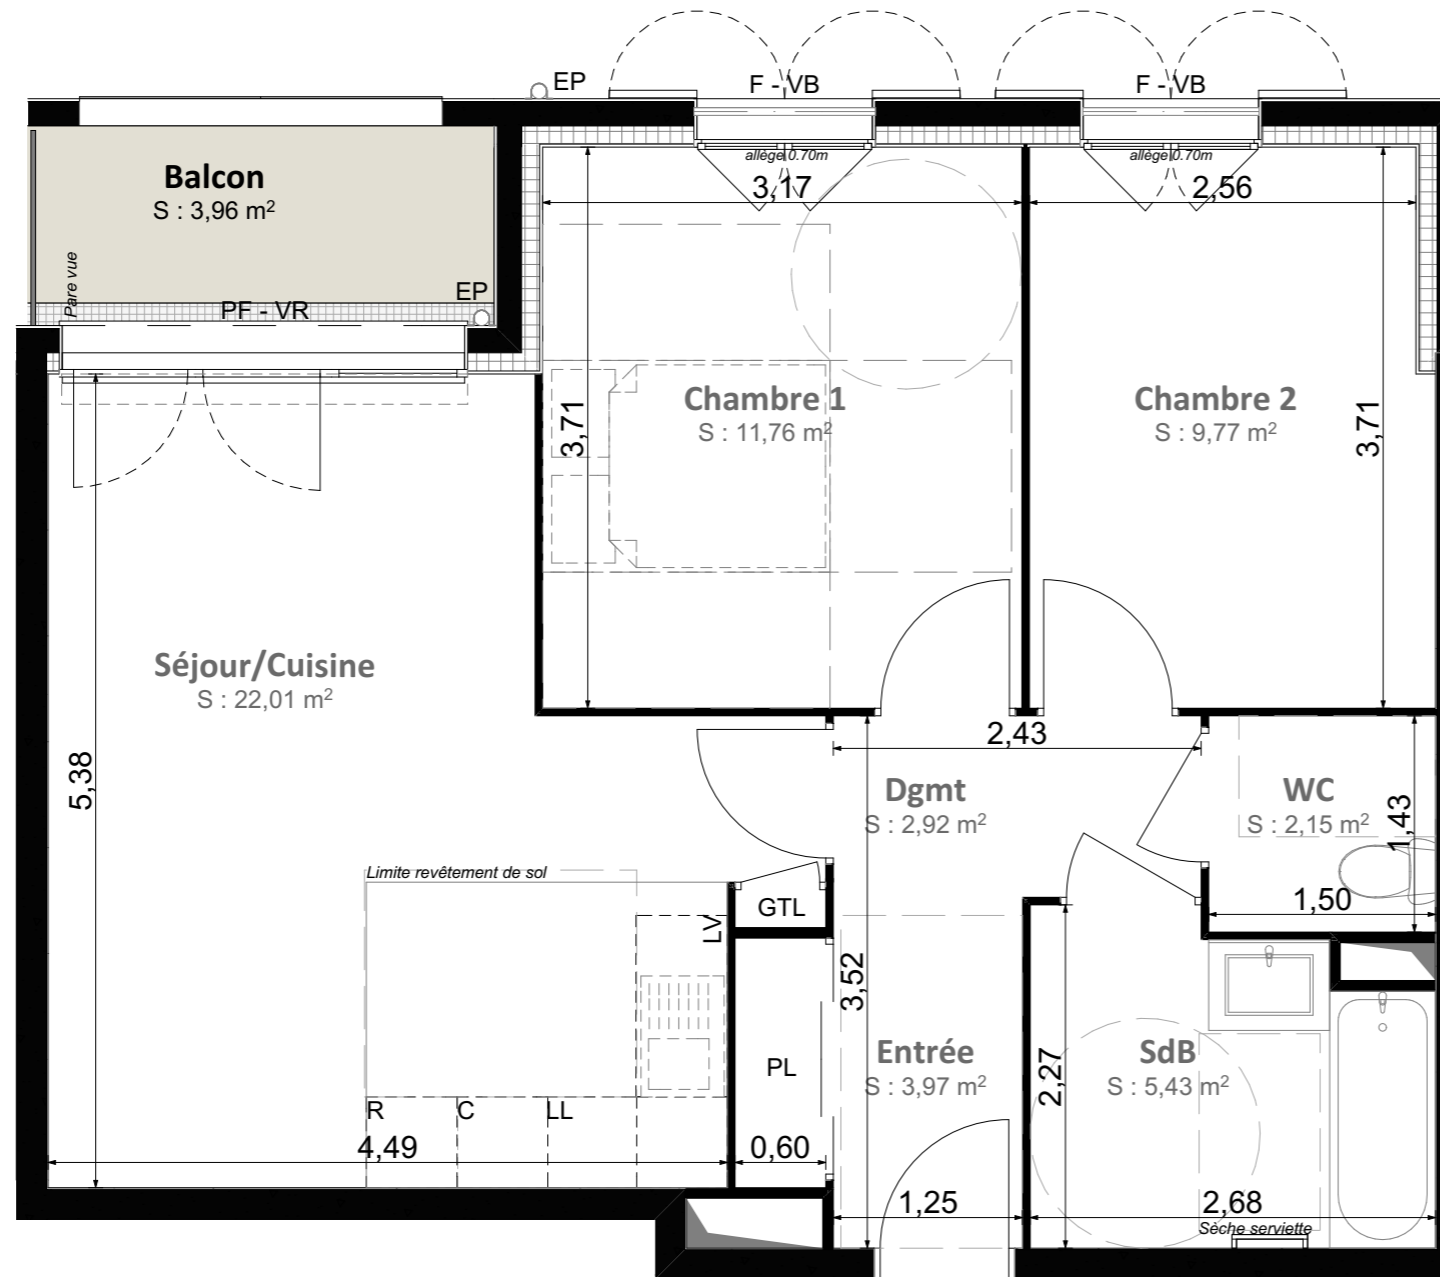 EP
F - VB
F - VB
allège 0.70m
allège 0.70m
Balcon
S : 3,96 m²
3,17
2,56
Pare vue
EP
PF - VR
Chambre 1
S : 11,76 m²
3,71
Chambre 2
S : 9,77 m²
3,71
Séjour/Cuisine
S : 22,01 m²
5,38
2,43
Dgmt
S : 2,92 m²
WC
S : 2,15 m²
1,43
1,50
Limite revêtement de sol
GTL
LV
3,52
PL
Entrée
S : 3,97 m²
2,27
SdB
S : 5,43 m²
R
C
LL
4,49
0,60
1,25
2,68
Sèche serviette